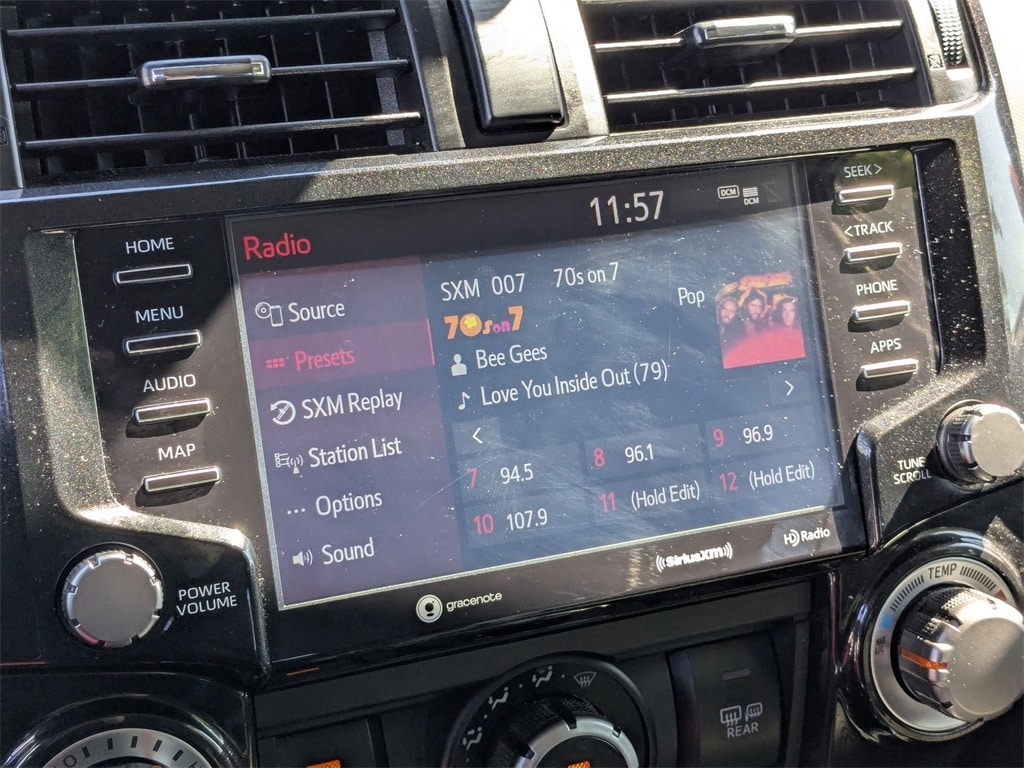 SEEK >
HOME
11:57
DCM
DCM
Radio
< TRACK
MENU
Source
SXM 007 70s on 7
Pop
PHONE
70s on 7
Presets
Bee Gees
AUDIO
SXM Replay
Love You Inside Out (79)
APPS
<
>
MAP
Station List
7 94.5
8 96.1
9 96.9
Options
10 107.9
11 (Hold Edit)
12 (Hold Edit)
TUNE
SCROLL
Sound
POWER
VOLUME
gracenote
SiriusXM
HD Radio
TEMP
REAR